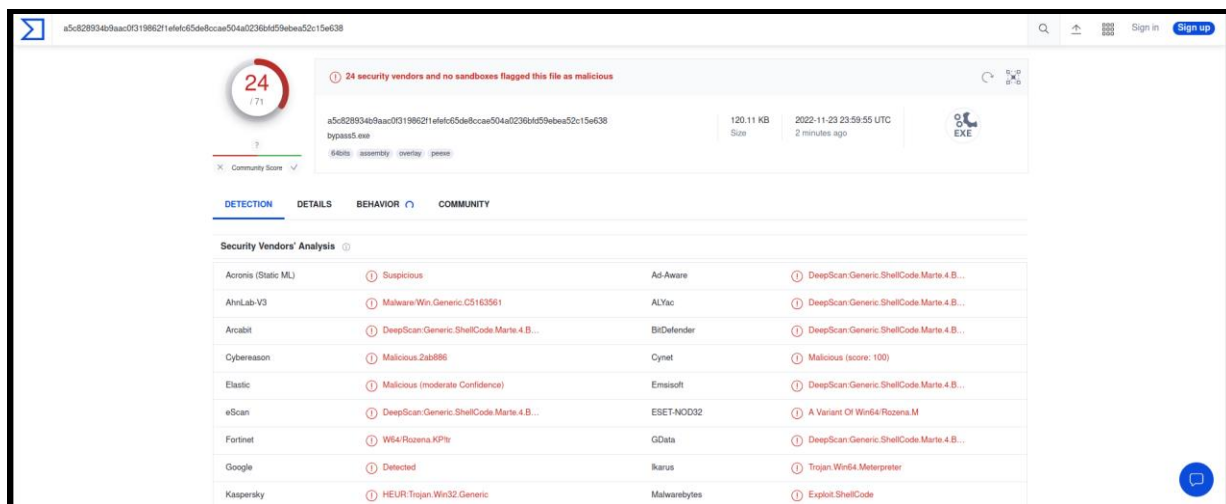 a5c828934b9aac0f319862f1efefc65de8ccae504a0236bfd59ebea52c15e638
Sign in
Sign up
24
/ 71
24 security vendors and no sandboxes flagged this file as malicious
a5c828934b9aac0f319862f1efefc65de8ccae504a0236bfd59ebea52c15e638
bypass5.exe
64bits assembly overlay peexe
120.11 KB
Size
2022-11-23 23:59:55 UTC
2 minutes ago
EXE
?
Community Score
DETECTION DETAILS BEHAVIOR COMMUNITY
Security Vendors' Analysis
Acronis (Static ML) Suspicious Ad-Aware DeepScan:Generic.ShellCode.Marte.4.B...
AhnLab-V3 Malware/Win.Generic.C5163561 ALYac DeepScan:Generic.ShellCode.Marte.4.B...
Arcabit DeepScan:Generic.ShellCode.Marte.4.B... BitDefender DeepScan:Generic.ShellCode.Marte.4.B...
Cybereason Malicious.2ab886 Cynet Malicious (score: 100)
Elastic Malicious (moderate Confidence) Emsisoft DeepScan:Generic.ShellCode.Marte.4.B...
eScan DeepScan:Generic.ShellCode.Marte.4.B... ESET-NOD32 A Variant Of Win64/Rozena.M
Fortinet W64/Rozena.KP!tr GData DeepScan:Generic.ShellCode.Marte.4.B...
Google Detected Ikarus Trojan.Win64.Meterpreter
Kaspersky HEUR:Trojan.Win32.Generic Malwarebytes Exploit.ShellCode